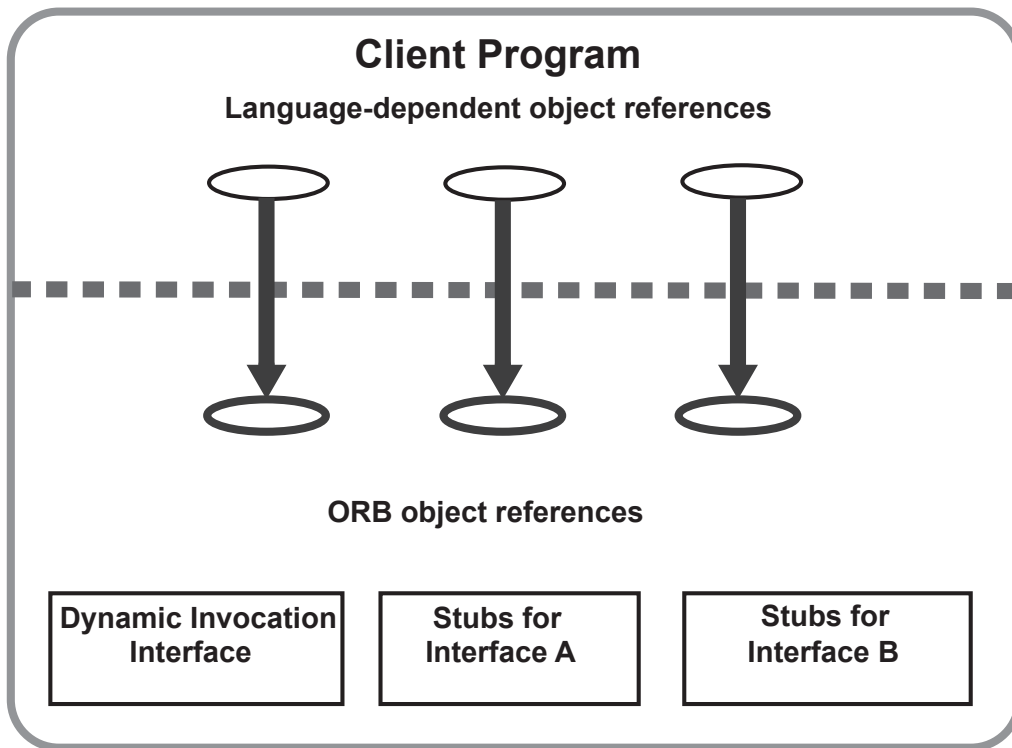 Client Program
Language-dependent object references
ORB object references
Dynamic Invocation
Interface
Stubs for
Interface A
Stubs for
Interface B